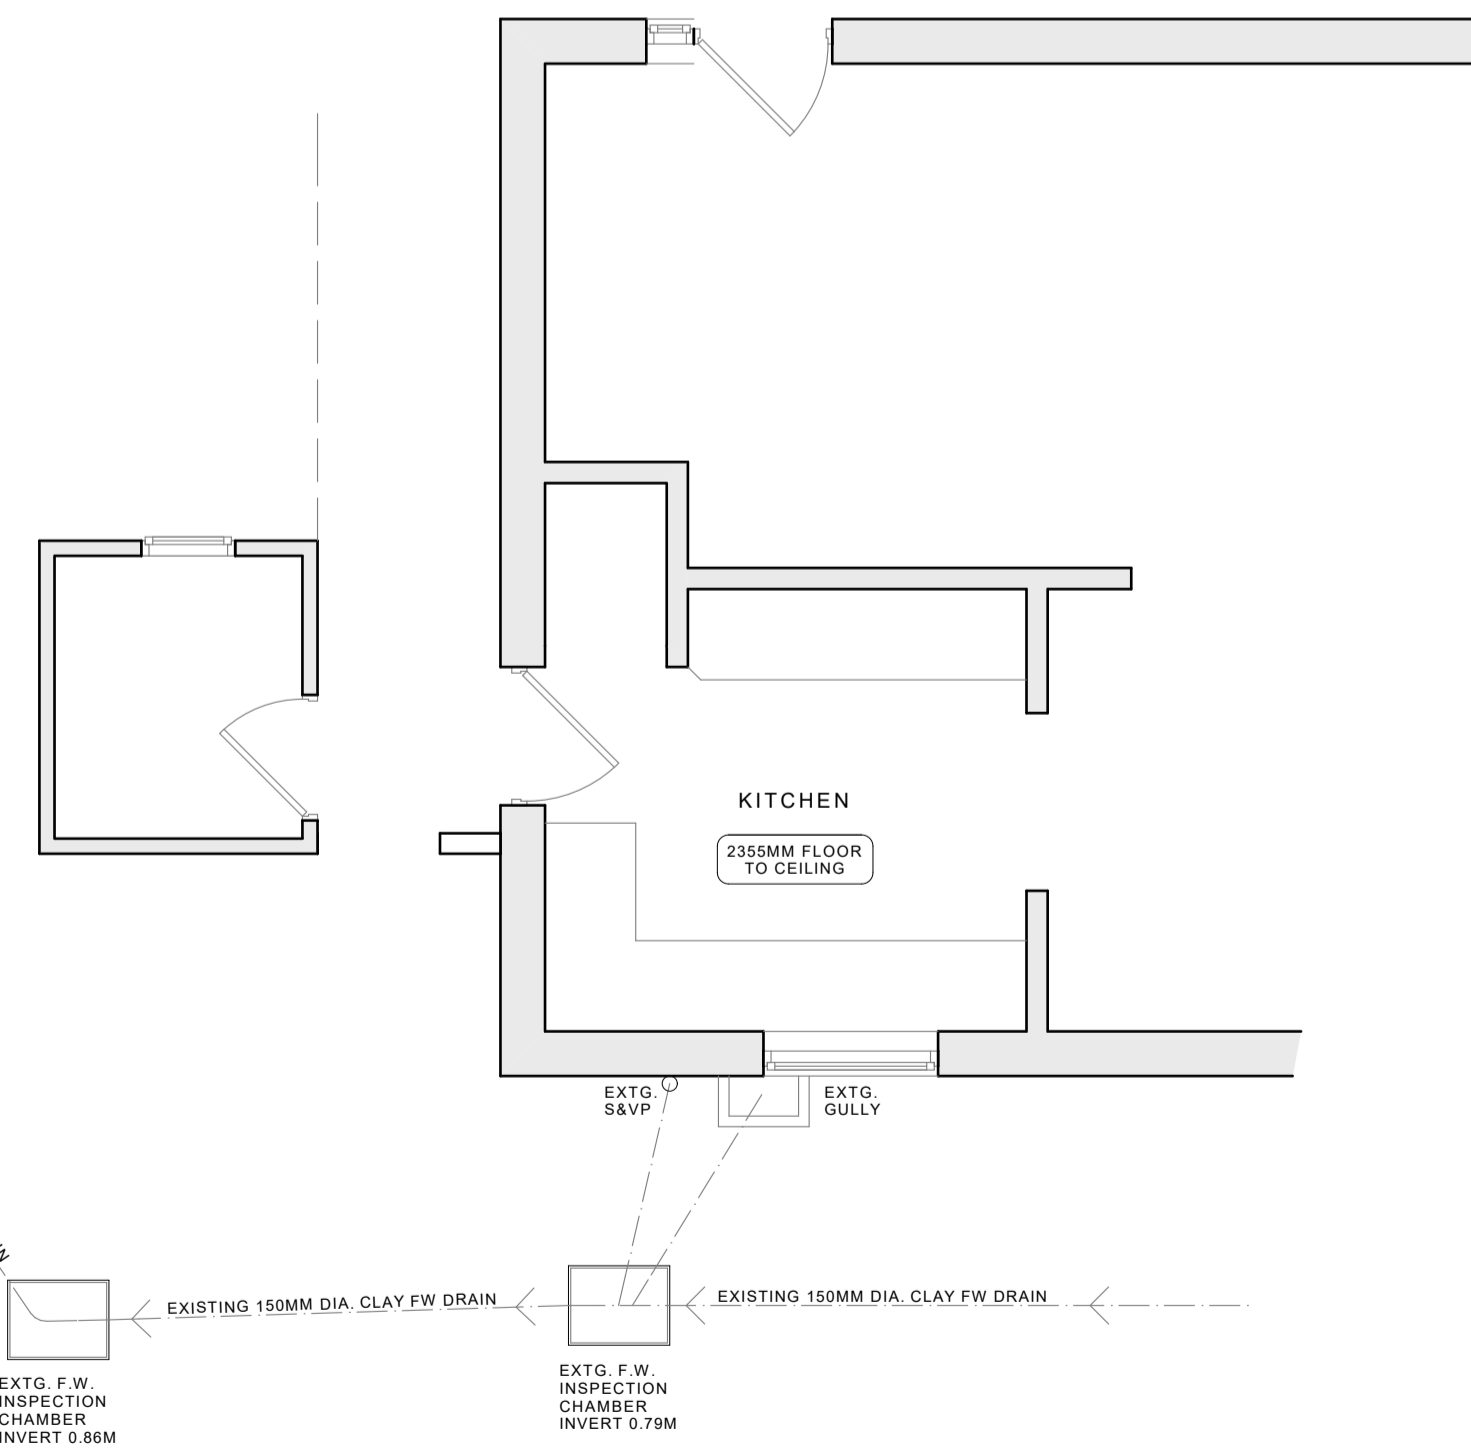 KITCHEN
2355MM FLOOR
TO CEILING
EXTG.
S&VP
EXTG.
GULLY
EXISTING 150MM DIA. CLAY FW DRAIN
EXISTING 150MM DIA. CLAY FW DRAIN
EXTG. F.W.
INSPECTION
CHAMBER
INVERT 0.86M
EXTG. F.W.
INSPECTION
CHAMBER
INVERT 0.79M